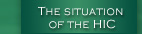 THE SITUATION
OF THE HIC